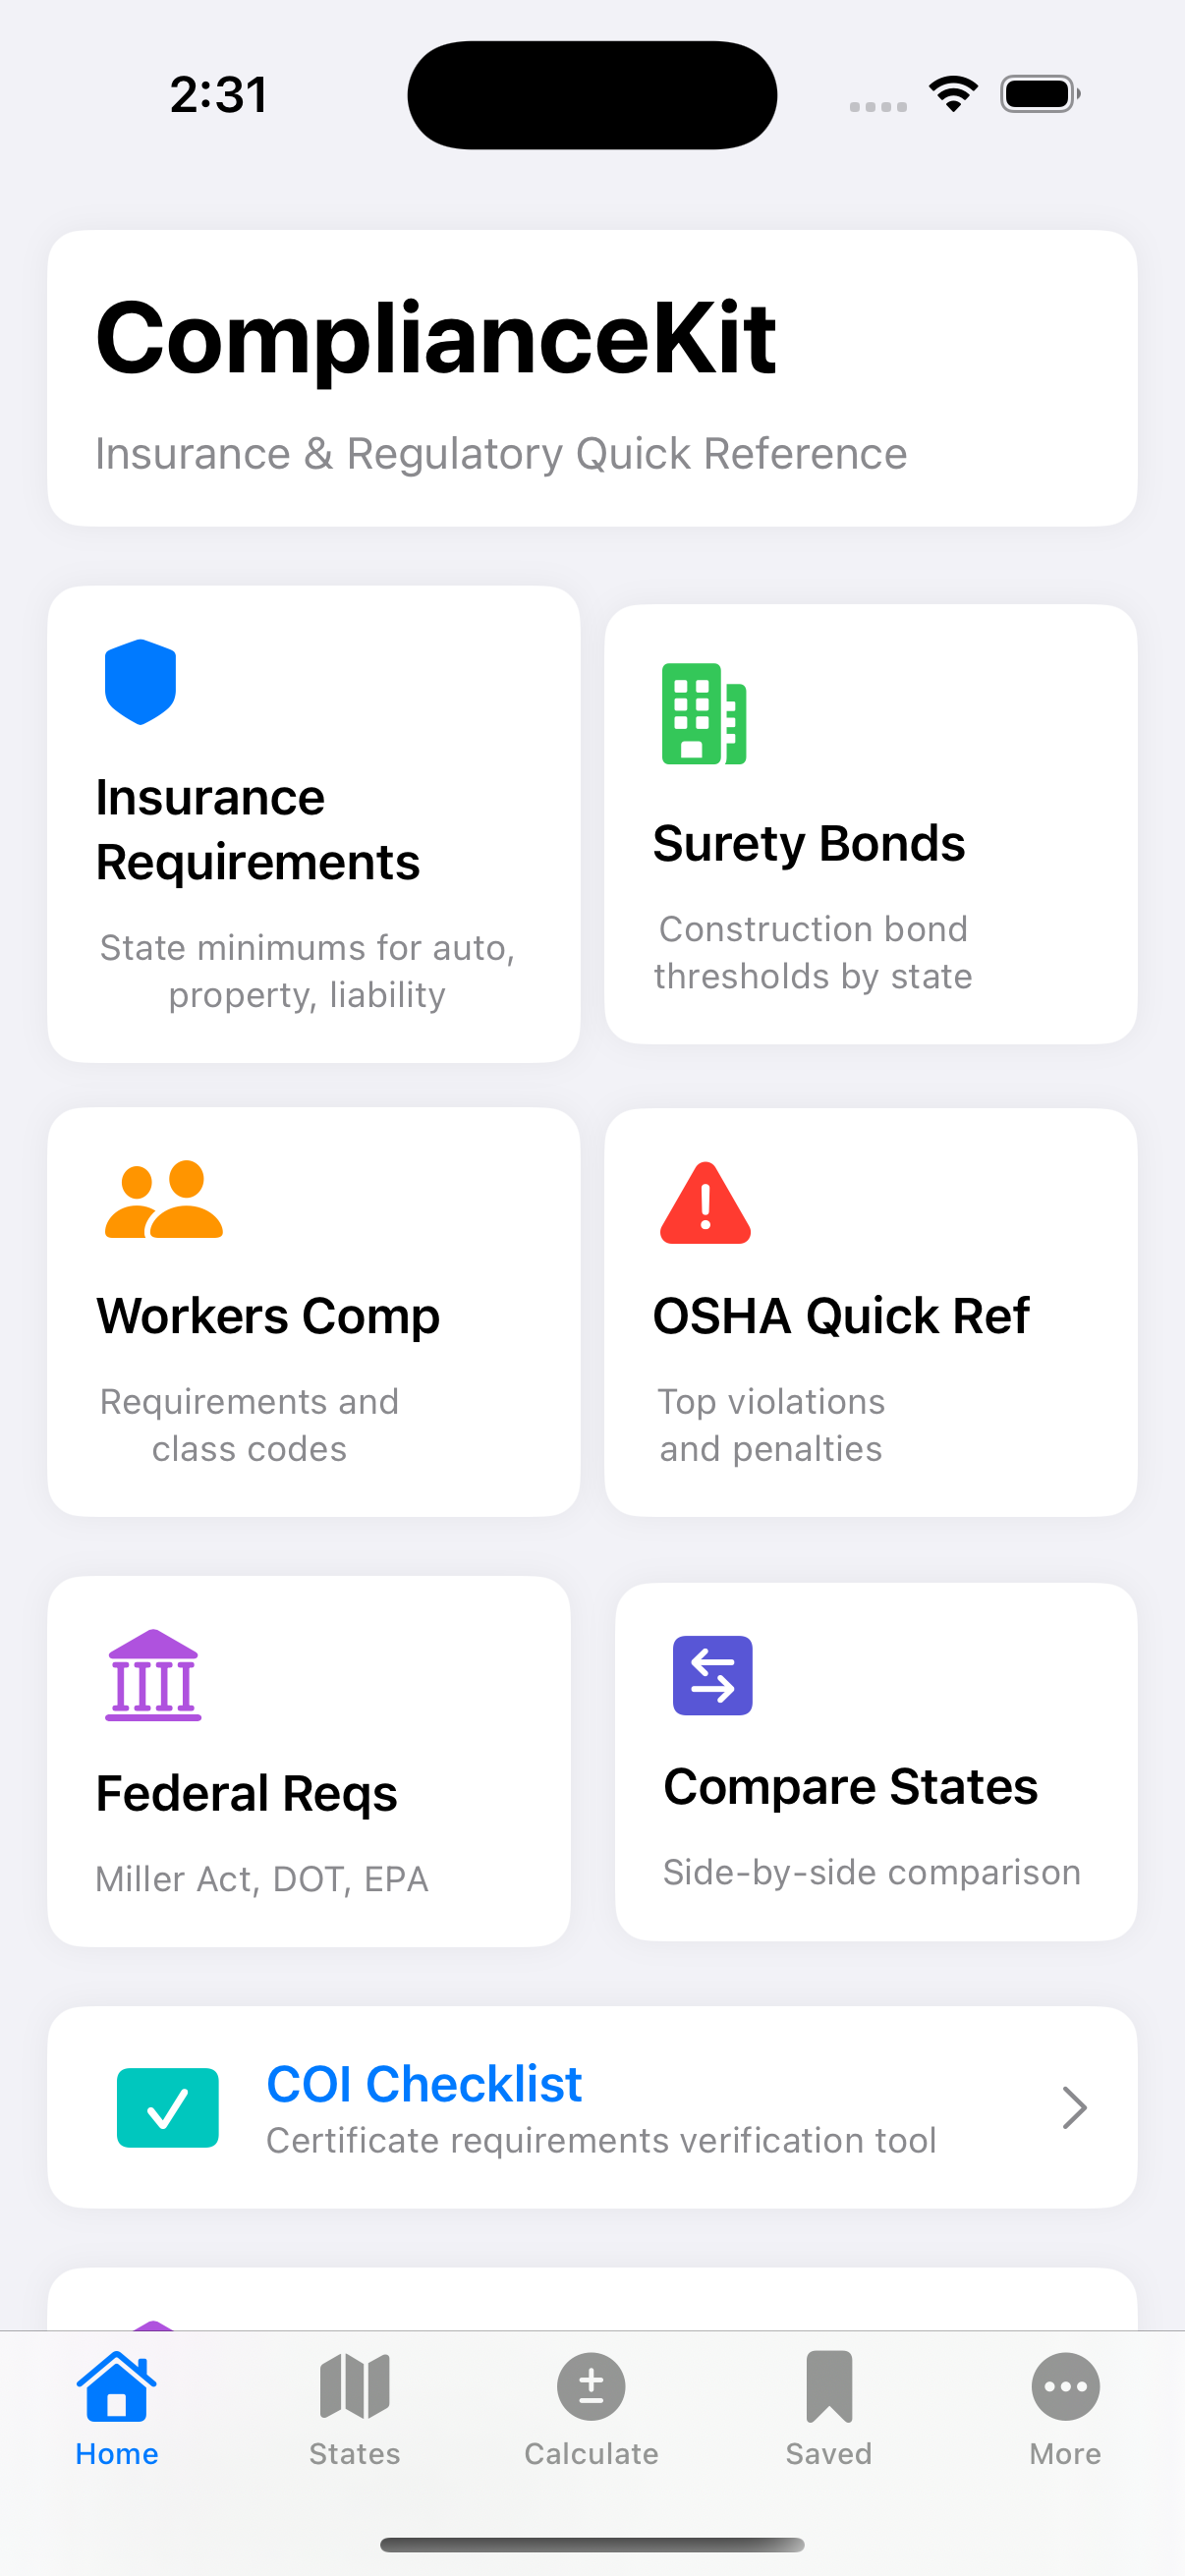 2:31
ComplianceKit
Insurance & Regulatory Quick Reference
Insurance
Requirements
State minimums for auto,
property, liability
Surety Bonds
Construction bond
thresholds by state
Workers Comp
Requirements and
class codes
OSHA Quick Ref
Top violations
and penalties
Federal Reqs
Miller Act, DOT, EPA
Compare States
Side-by-side comparison
COI Checklist
Certificate requirements verification tool
Home
States
Calculate
Saved
More